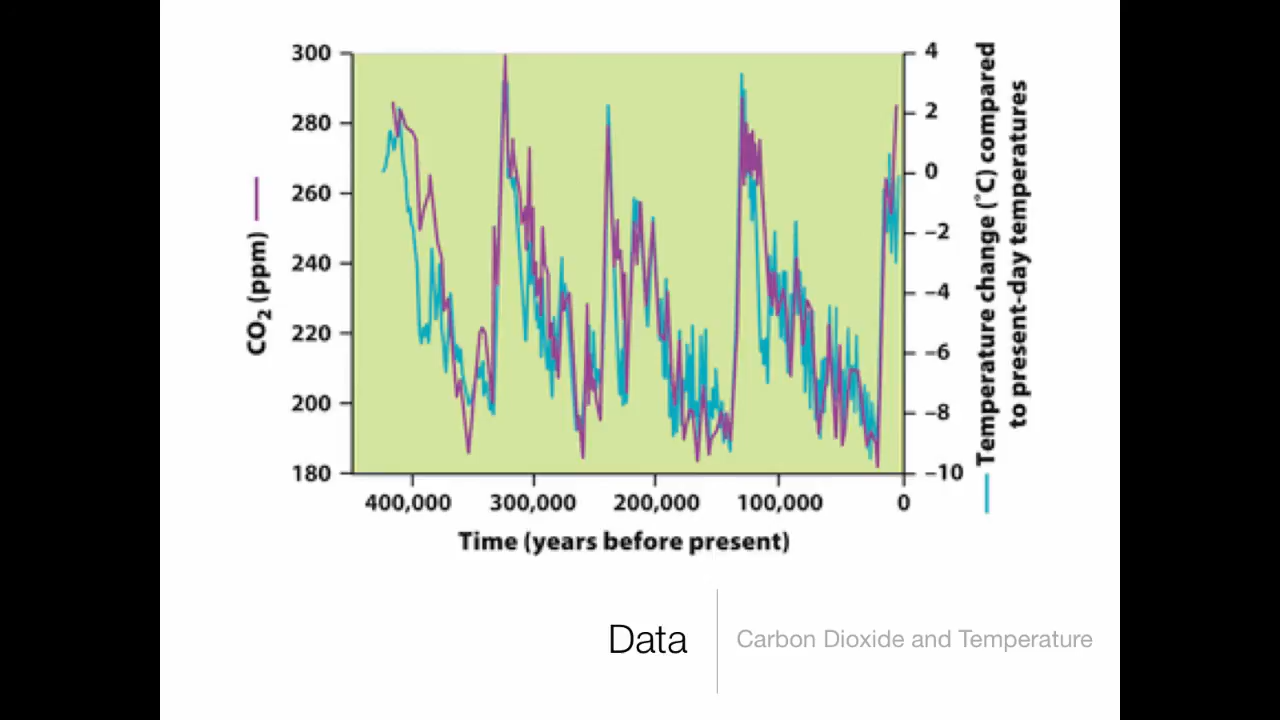 300
280
260
240
220
200
180
CO₂ (ppm)
4
2
0
−2
−4
−6
−8
−10
Temperature change (°C) compared
to present-day temperatures
400,000 300,000 200,000 100,000 0
Time (years before present)
Data
Carbon Dioxide and Temperature